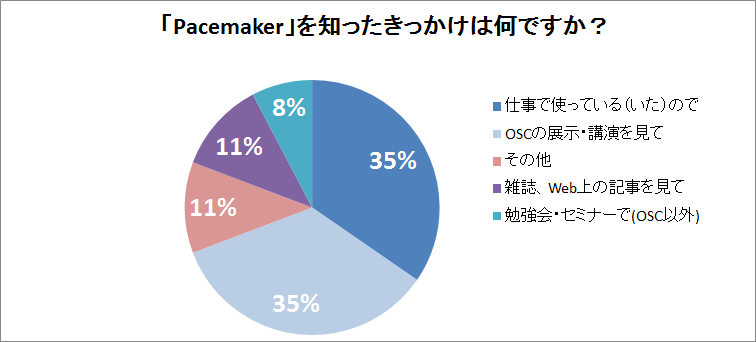 「Pacemaker」を知ったきっかけは何ですか？
8%
35%
11%
11%
35%
仕事で使っている（いた）ので
OSCの展示・講演を見て
その他
雑誌、Web上の記事を見て
勉強会・セミナーで(OSC以外)